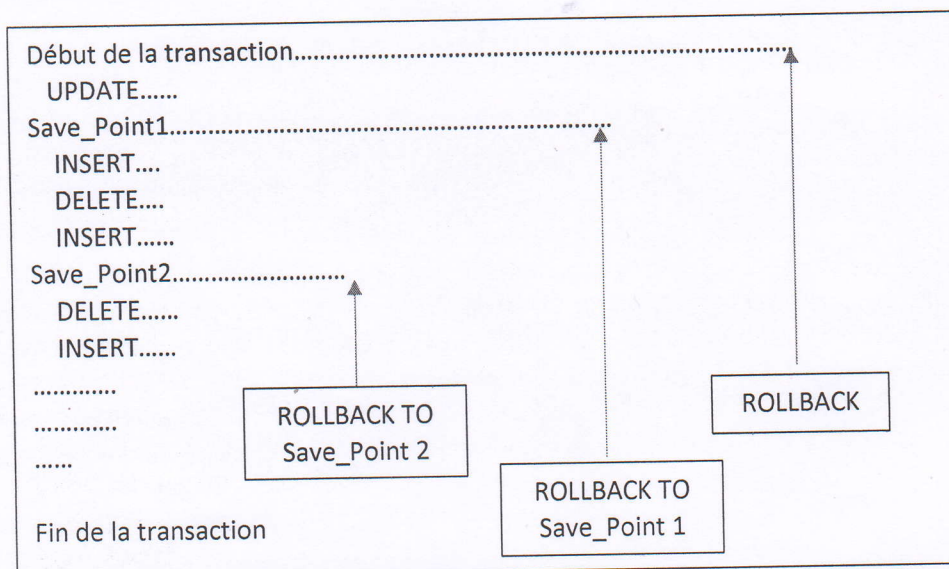 Début de la transaction.............................................................................
UPDATE......
Save_Point1.....................................................................
INSERT....
DELETE....
INSERT......
Save_Point2..........................
DELETE......
INSERT......
............
............
......
ROLLBACK TO
Save_Point 2
ROLLBACK
ROLLBACK TO
Save_Point 1
Fin de la transaction